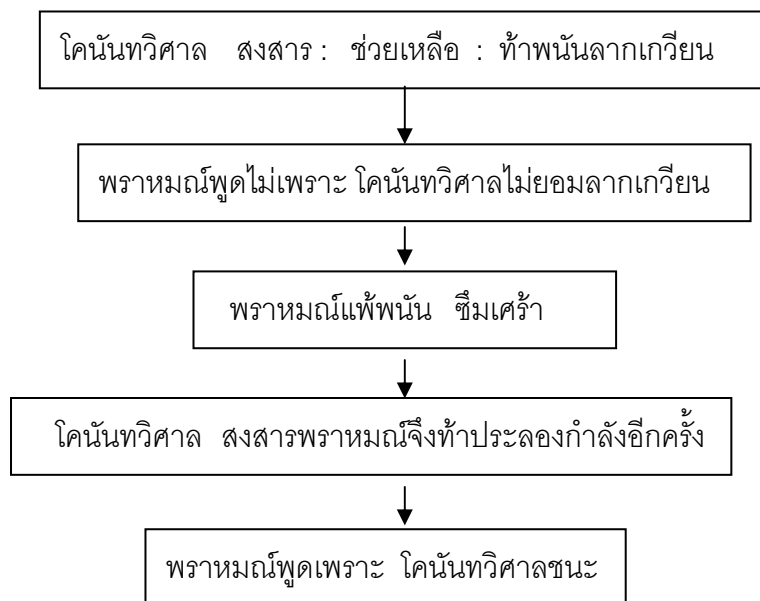 โคนันทวิศาล สงสาร : ช่วยเหลือ : ท้าพนันลากเกวียน
พราหมณ์พูดไม่เพราะ โคนันทวิศาลไม่ยอมลากเกวียน
พราหมณ์แพ้พนัน ซึมเศร้า
โคนันทวิศาล สงสารพราหมณ์จึงท้าประลองกำลังอีกครั้ง
พราหมณ์พูดเพราะ โคนันทวิศาลชนะ